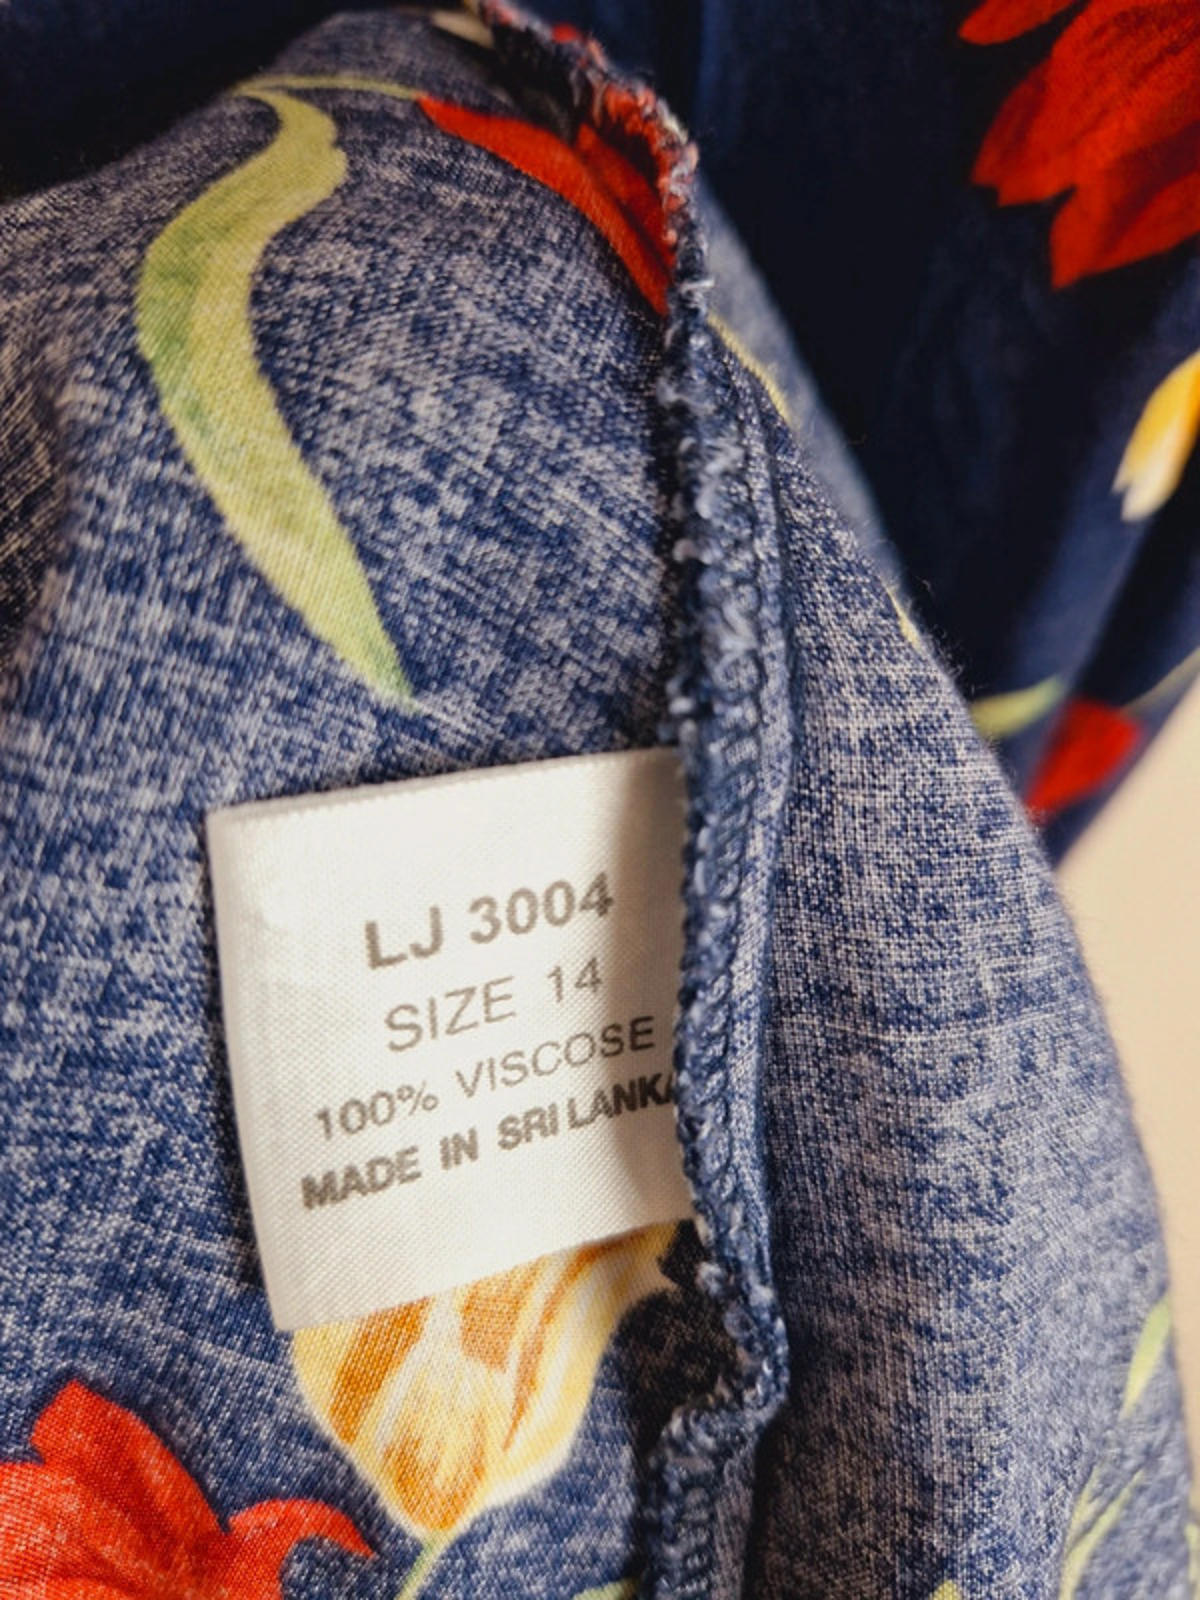 LJ 3004
SIZE 14
100% VISCOSE
MADE IN SRI LANKA